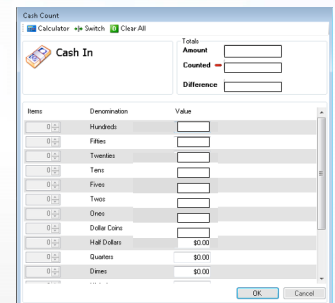 Cash Count
Calculator Switch Clear All
Cash In
Totals
Amount
Counted
Difference
Items Denomination Value
0 Hundreds
0 Fifties
0 Twenties
0 Tens
0 Fives
0 Twos
0 Ones
0 Dollar Coins
0 Half Dollars $0.00
0 Quarters $0.00
0 Dimes $0.00
OK Cancel